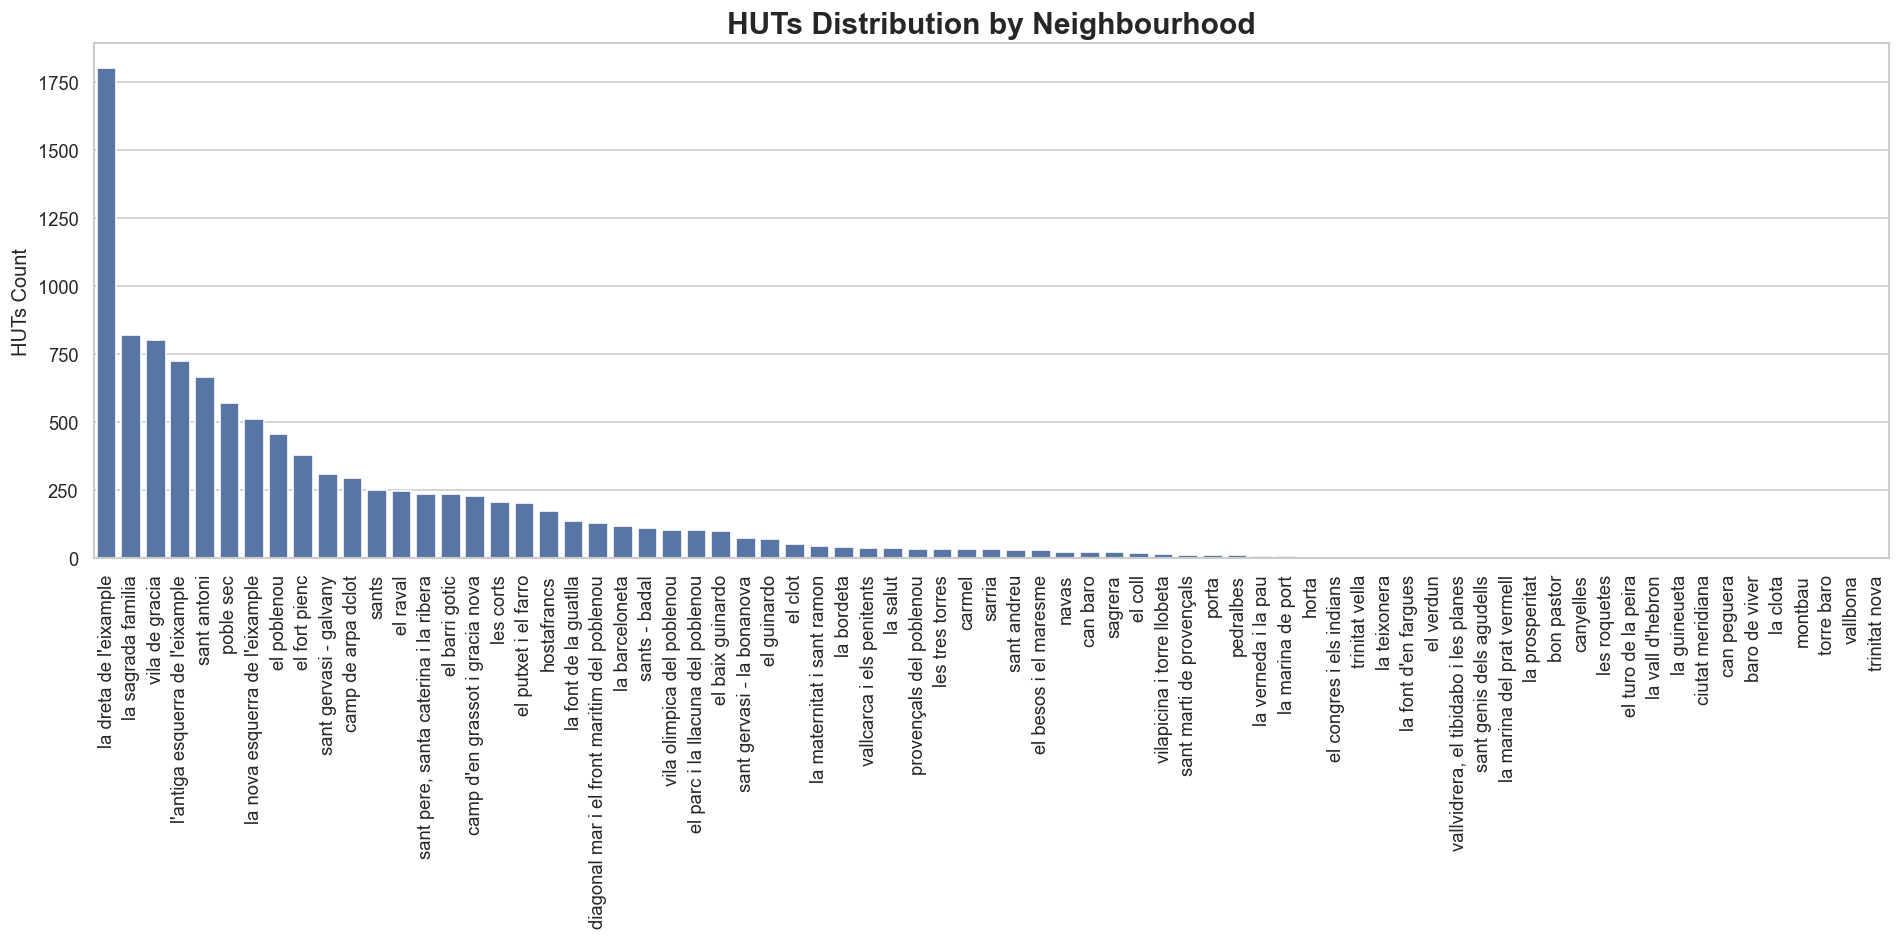 HUTs Distribution by Neighbourhood
HUTs Count
1750
1500
1250
1000
750
500
250
0
la dreta de l'eixample
la sagrada familia
vila de gracia
l'antiga esquerra de l'eixample
sant antoni
poble sec
la nova esquerra de l'eixample
el poblenou
el fort pienc
sant gervasi - galvany
camp de arpa dclot
sants
el raval
sant pere, santa caterina i la ribera
el barri gotic
camp d'en grassot i gracia nova
les corts
el putxet i el farro
hostafrancs
la font de la guatlla
diagonal mar i el front maritim del poblenou
la barceloneta
sants - badal
vila olimpica del poblenou
el parc i la llacuna del poblenou
el baix guinardo
sant gervasi - la bonanova
el guinardo
el clot
la maternitat i sant ramon
la bordeta
vallcarca i els penitents
la salut
provençals del poblenou
les tres torres
carmel
sarria
sant andreu
el besos i el maresme
navas
can baro
sagrera
el coll
vilapicina i torre llobeta
sant marti de provençals
porta
pedralbes
la verneda i la pau
la marina de port
horta
el congres i els indians
trinitat vella
la teixonera
la font d'en fargues
el verdun
vallvidrera, el tibidabo i les planes
sant genis dels agudells
la marina del prat vermell
la prosperitat
bon pastor
canyelles
les roquetes
el turo de la peira
la vall d'hebron
la guineueta
ciutat meridiana
can peguera
baro de viver
la clota
montbau
torre baro
vallbona
trinitat nova